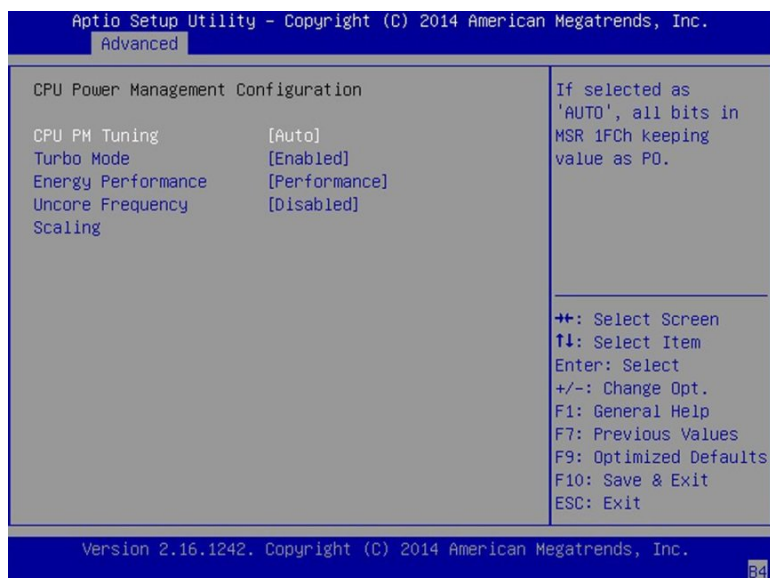 Aptio Setup Utility – Copyright (C) 2014 American Megatrends, Inc.
Advanced
CPU Power Management Configuration
CPU PM Tuning [Auto]
Turbo Mode [Enabled]
Energy Performance [Performance]
Uncore Frequency [Disabled]
Scaling
If selected as
'AUTO', all bits in
MSR 1FCh keeping
value as PO.
→←: Select Screen
↑↓: Select Item
Enter: Select
+/-: Change Opt.
F1: General Help
F7: Previous Values
F9: Optimized Defaults
F10: Save & Exit
ESC: Exit
Version 2.16.1242. Copyright (C) 2014 American Megatrends, Inc.
B4